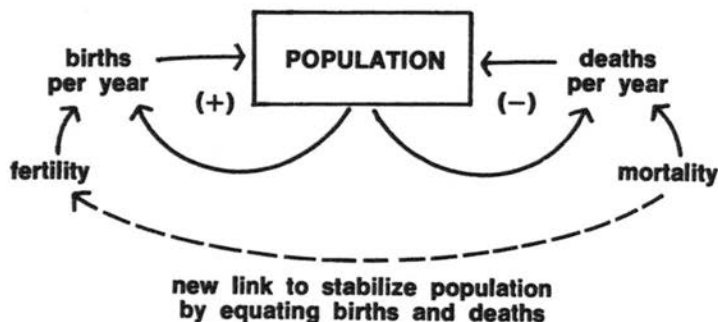 births
per year
POPULATION
deaths
per year
(+)
(−)
fertility
mortality
new link to stabilize population
by equating births and deaths